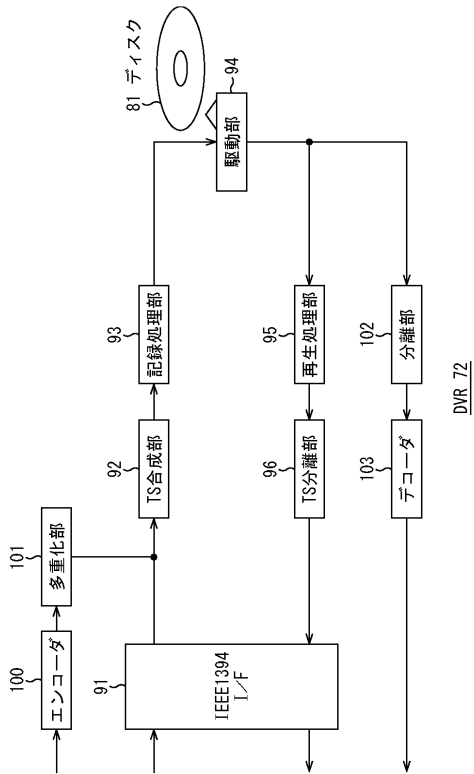 100
エンコーダ
101
多重化部
91
IEEE1394
I/F
92
TS合成部
93
記録処理部
81 ディスク
94
駆動部
96
TS分離部
95
再生処理部
103
デコーダ
102
分離部
DVR 72